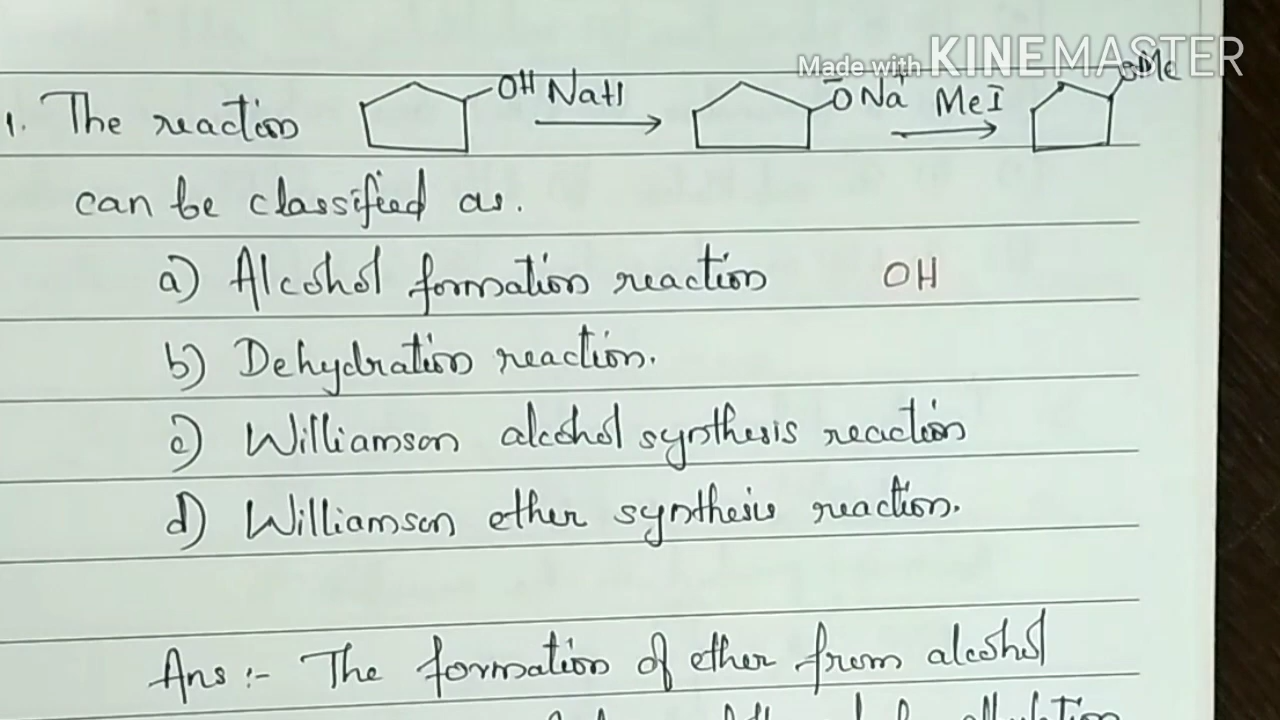 Made with KINEMASTER
1. The reaction OH NaH ŌNa⁺ MeI OMe
can be classified as.
a) Alcohol formation reaction OH
b) Dehydration reaction.
c) Williamson alcohol synthesis reaction
d) Williamson ether synthesis reaction.
Ans :- The formation of ether from alcohol